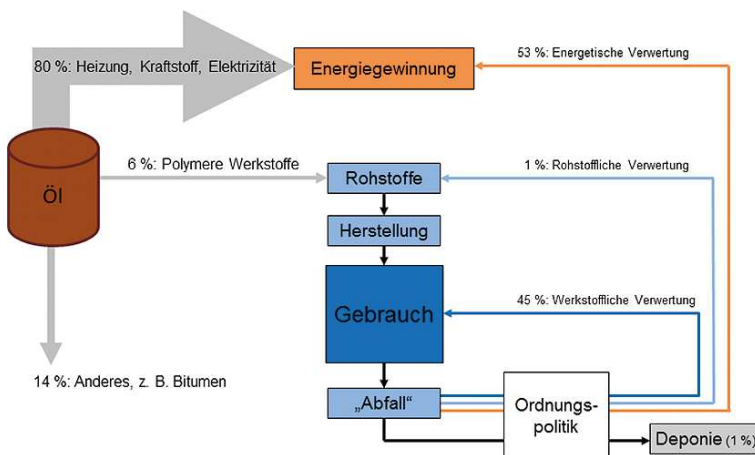 80 %: Heizung, Kraftstoff, Elektrizität
Energiegewinnung
53 %: Energetische Verwertung
Öl
6 %: Polymere Werkstoffe
Rohstoffe
1 %: Rohstoffliche Verwertung
Herstellung
Gebrauch
45 %: Werkstoffliche Verwertung
14 %: Anderes, z. B. Bitumen
„Abfall“
Ordnungs-
politik
Deponie (1 %)